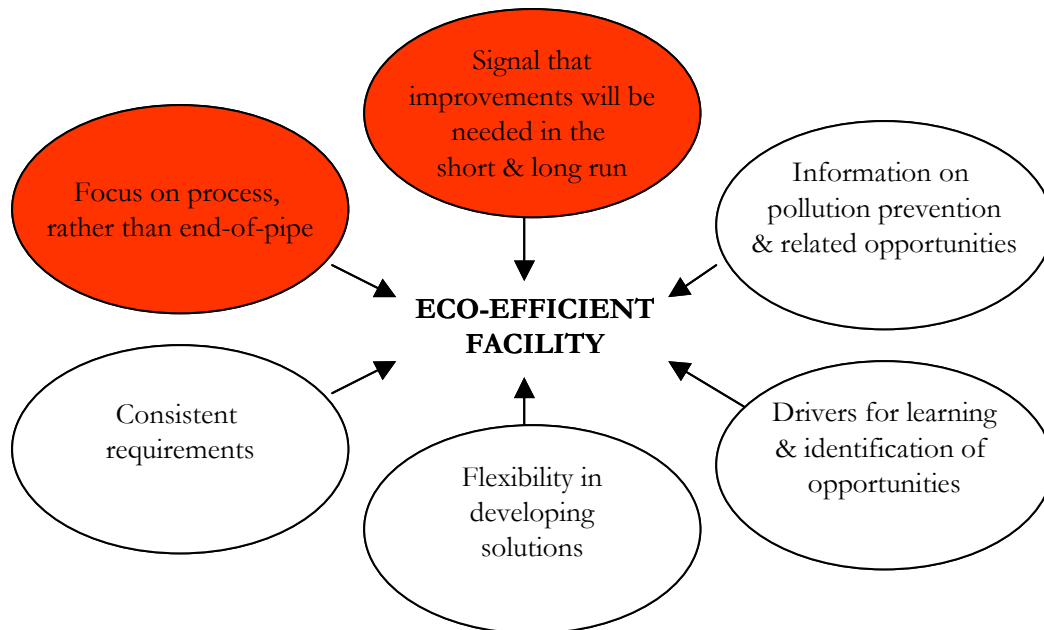 Signal that
improvements will be
needed in the
short & long run
Focus on process,
rather than end-of-pipe
Information on
pollution prevention
& related opportunities
ECO-EFFICIENT
FACILITY
Consistent
requirements
Flexibility in
developing
solutions
Drivers for learning
& identification of
opportunities